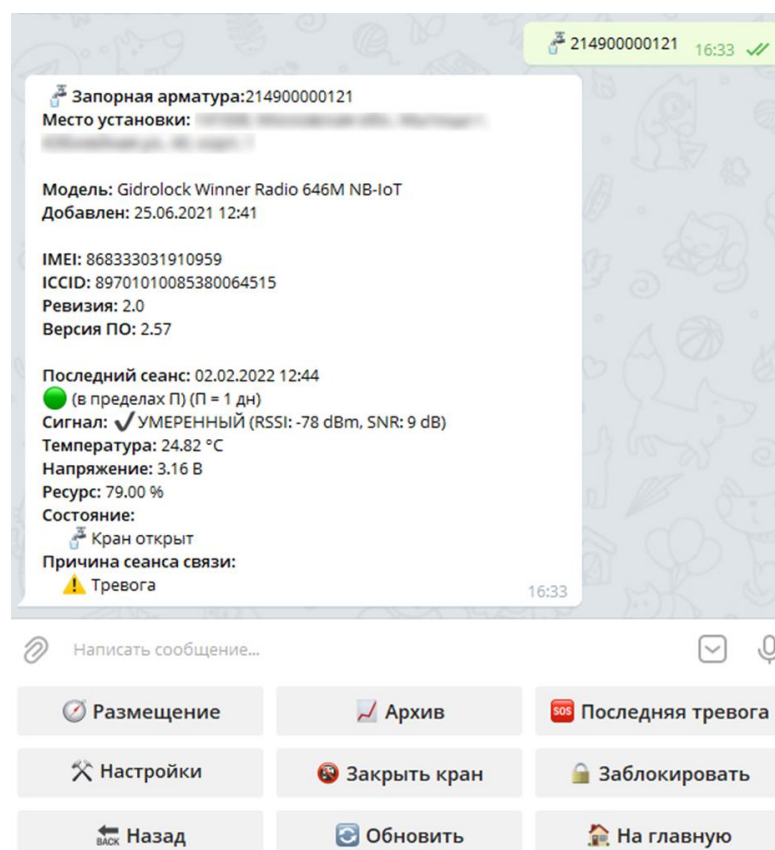 214900000121 16:33
Запорная арматура:214900000121
Место установки:
Модель: Gidrolock Winner Radio 646M NB-IoT
Добавлен: 25.06.2021 12:41
IMEI: 868333031910959
ICCID: 89701010085380064515
Ревизия: 2.0
Версия ПО: 2.57
Последний сеанс: 02.02.2022 12:44
(в пределах П) (П = 1 дн)
Сигнал: УМЕРЕННЫЙ (RSSI: -78 dBm, SNR: 9 dB)
Температура: 24.82 °C
Напряжение: 3.16 В
Ресурс: 79.00 %
Состояние:
Кран открыт
Причина сеанса связи:
Тревога
16:33
Написать сообщение...
Размещение Архив SOS Последняя тревога
Настройки Закрыть кран Заблокировать
BACK Назад Обновить На главную